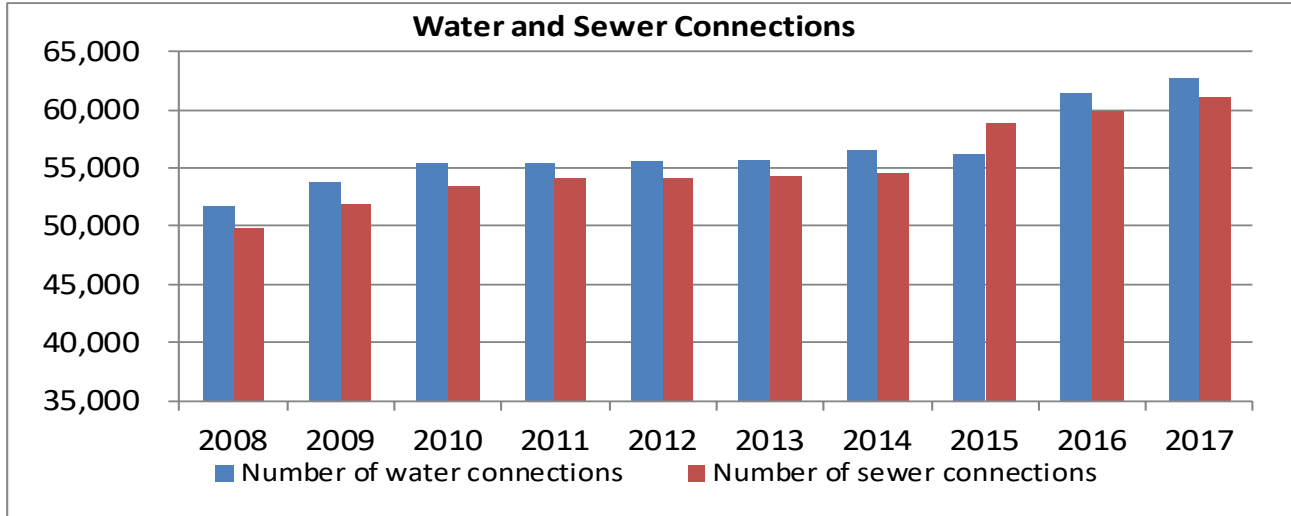 Water and Sewer Connections
65,000
60,000
55,000
50,000
45,000
40,000
35,000
2008 2009 2010 2011 2012 2013 2014 2015 2016 2017
Number of water connections Number of sewer connections